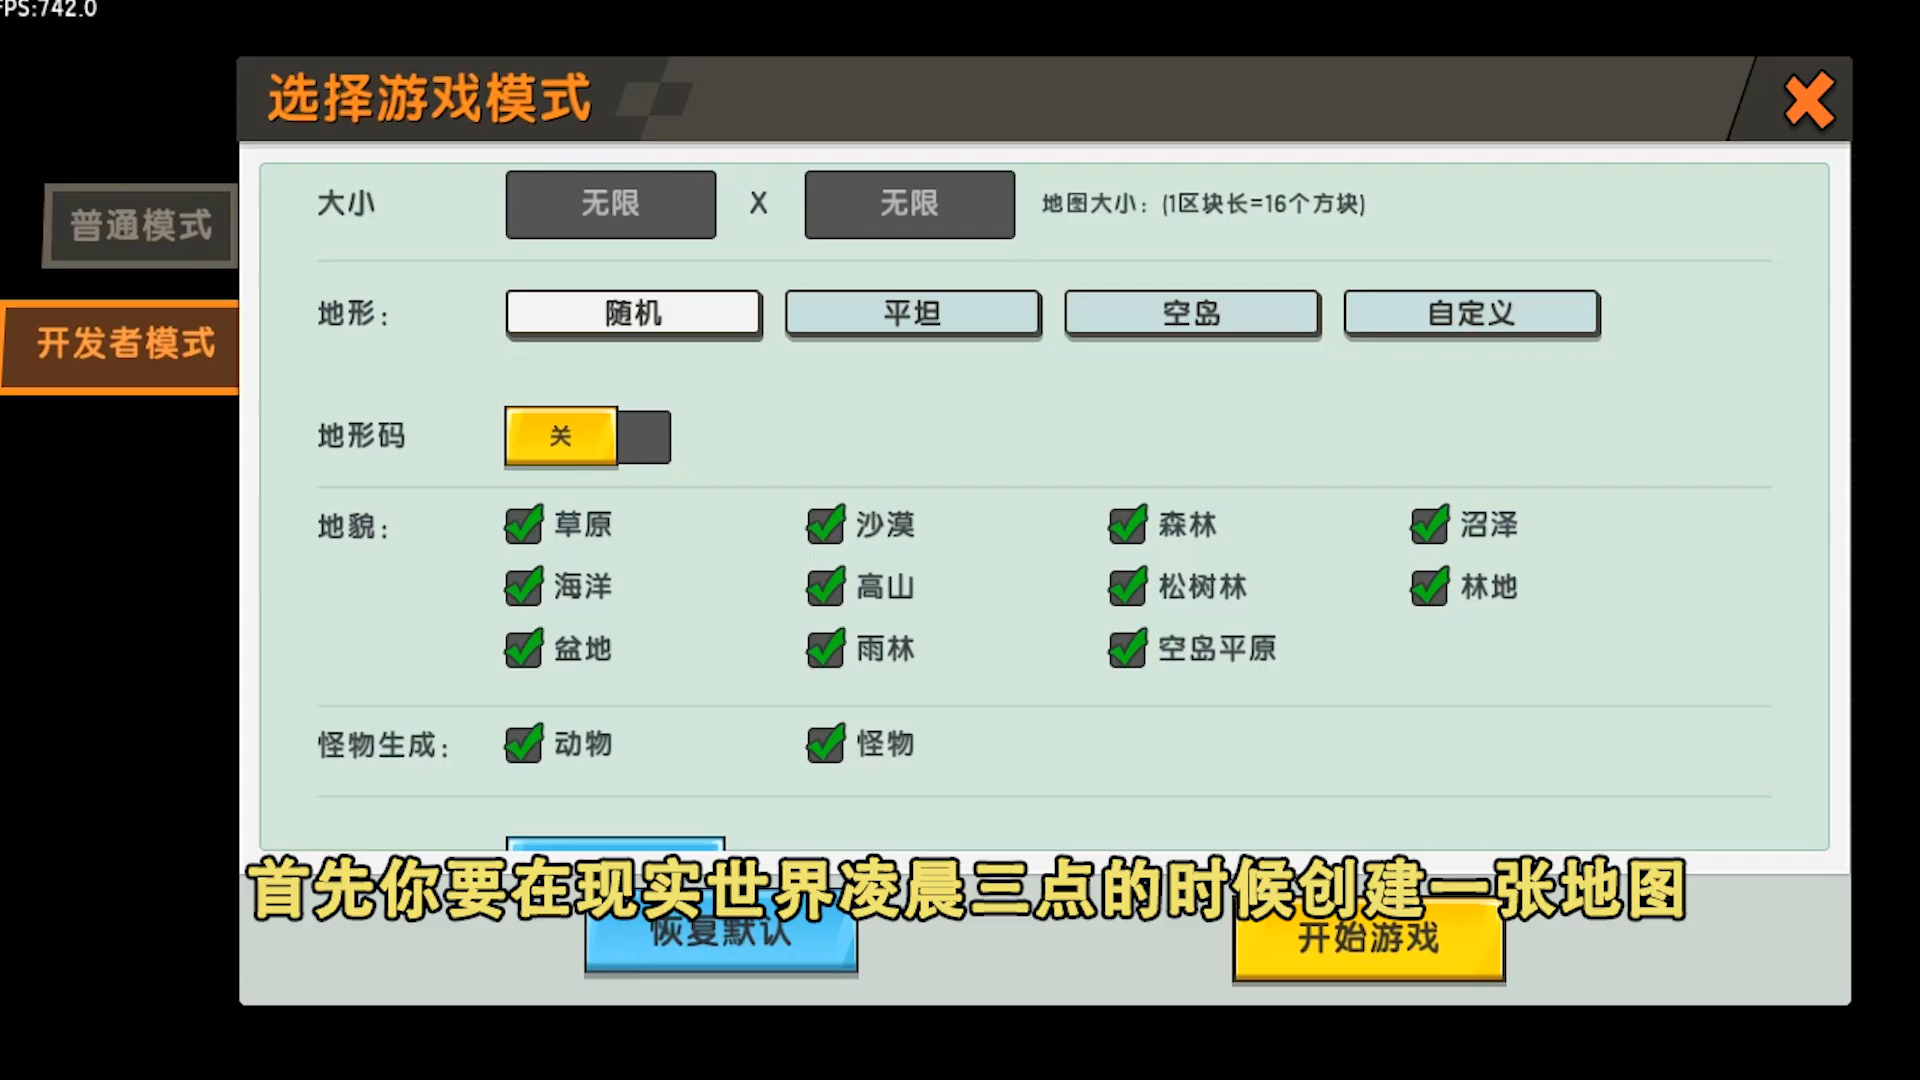 FPS:742.0
选择游戏模式
普通模式
开发者模式
大小 无限 X 无限 地图大小：(1区块长=16个方块)
地形： 随机 平坦 空岛 自定义
地形码 关
地貌： 草原 沙漠 森林 沼泽
海洋 高山 松树林 林地
盆地 雨林 空岛平原
怪物生成： 动物 怪物
首先你要在现实世界凌晨三点的时候创建一张地图
恢复默认 开始游戏